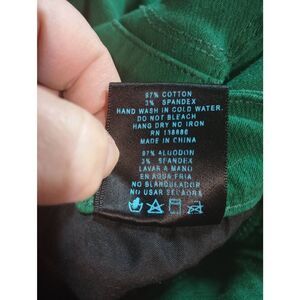 97% COTTON
3% SPANDEX
HAND WASH IN COLD WATER.
DO NOT BLEACH
HANG DRY NO IRON
RN 138886
MADE IN CHINA
97% ALGODON
3% SPANDEX
LAVAR A MANO
EN AGUA FRIA
NO BLANQUEADOR
NO USAR SECADORA